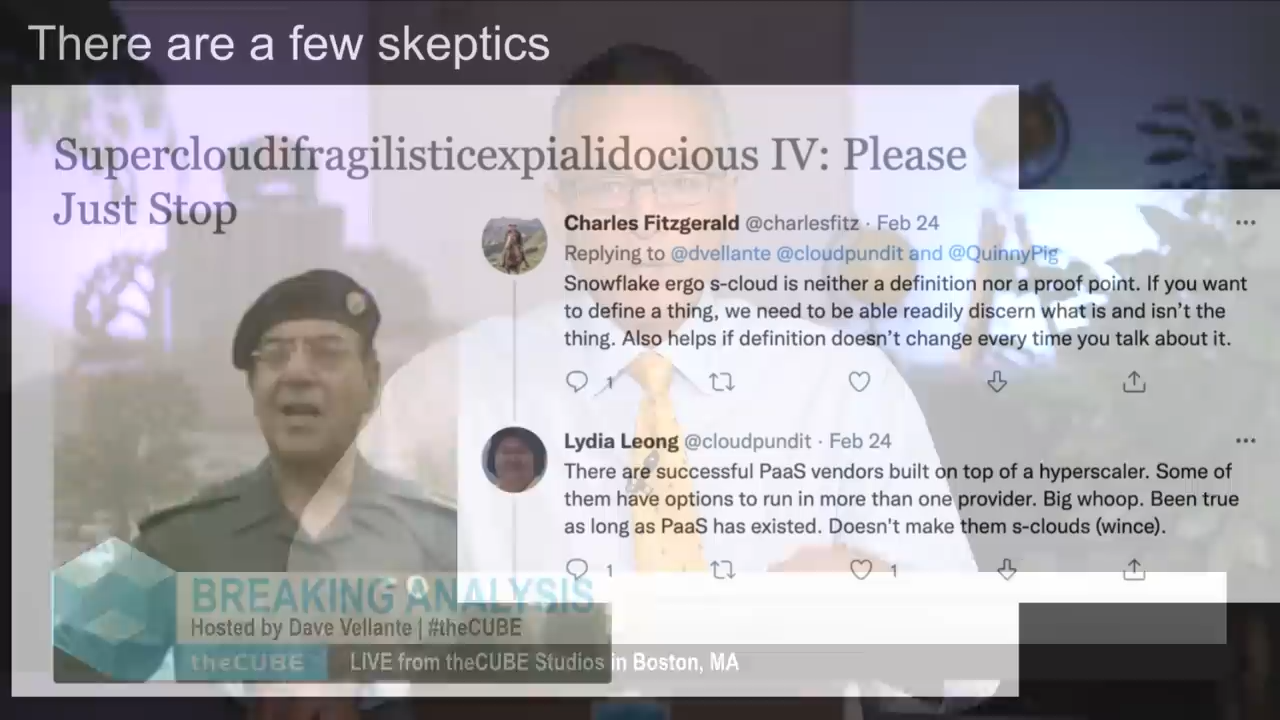 There are a few skeptics
Supercloudifragilisticexpialidocious IV: Please
Just Stop
Charles Fitzgerald @charlesfitz · Feb 24
Replying to @dvellante @cloudpundit and @QuinnyPig
Snowflake ergo s-cloud is neither a definition nor a proof point. If you want
to define a thing, we need to be able readily discern what is and isn't the
thing. Also helps if definition doesn't change every time you talk about it.
1
Lydia Leong @cloudpundit · Feb 24
There are successful PaaS vendors built on top of a hyperscaler. Some of
them have options to run in more than one provider. Big whoop. Been true
as long as PaaS has existed. Doesn't make them s-clouds (wince).
1 1
BREAKING ANALYSIS
Hosted by Dave Vellante | #theCUBE
theCUBE LIVE from theCUBE Studios in Boston, MA